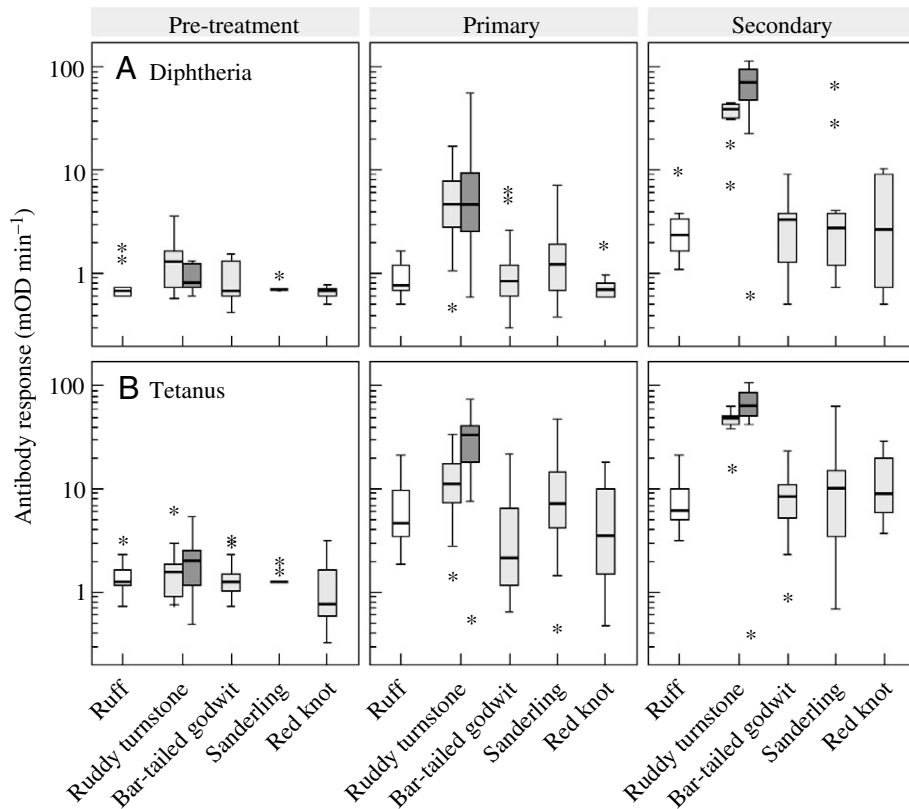 Pre-treatment Primary Secondary
A Diphtheria
100
10
1
B Tetanus
100
10
1
Antibody response (mOD min⁻¹)
Ruff Ruddy turnstone Bar-tailed godwit Sanderling Red knot
Ruff Ruddy turnstone Bar-tailed godwit Sanderling Red knot
Ruff Ruddy turnstone Bar-tailed godwit Sanderling Red knot